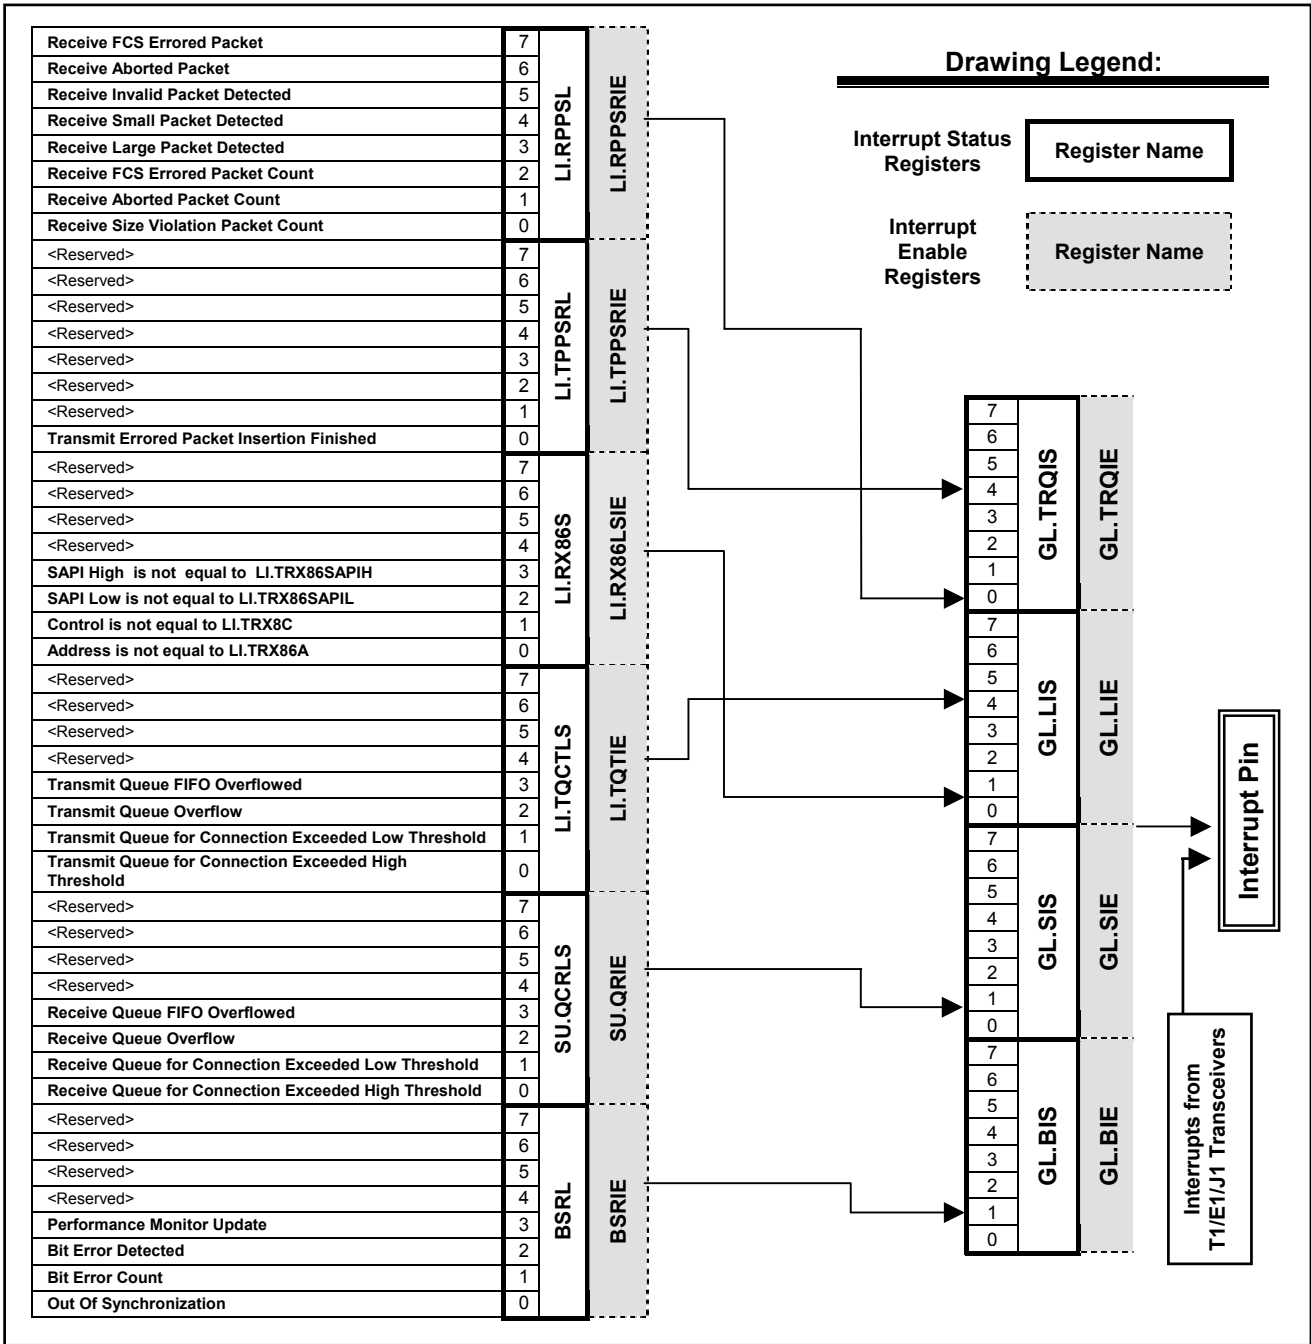 Receive FCS Errored Packet 7
Receive Aborted Packet 6
Receive Invalid Packet Detected 5
Receive Small Packet Detected 4
Receive Large Packet Detected 3
Receive FCS Errored Packet Count 2
Receive Aborted Packet Count 1
Receive Size Violation Packet Count 0
LI.RPPSL
LI.RPPSRIE
<Reserved> 7
<Reserved> 6
<Reserved> 5
<Reserved> 4
<Reserved> 3
<Reserved> 2
<Reserved> 1
Transmit Errored Packet Insertion Finished 0
LI.TPPSRL
LI.TPPSRIE
<Reserved> 7
<Reserved> 6
<Reserved> 5
<Reserved> 4
SAPI High is not equal to LI.TRX86SAPIH 3
SAPI Low is not equal to LI.TRX86SAPIL 2
Control is not equal to LI.TRX8C 1
Address is not equal to LI.TRX86A 0
LI.RX86S
LI.RX86LSIE
<Reserved> 7
<Reserved> 6
<Reserved> 5
<Reserved> 4
Transmit Queue FIFO Overflowed 3
Transmit Queue Overflow 2
Transmit Queue for Connection Exceeded Low Threshold 1
Transmit Queue for Connection Exceeded High
Threshold 0
LI.TQCTLS
LI.TQTIE
<Reserved> 7
<Reserved> 6
<Reserved> 5
<Reserved> 4
Receive Queue FIFO Overflowed 3
Receive Queue Overflow 2
Receive Queue for Connection Exceeded Low Threshold 1
Receive Queue for Connection Exceeded High Threshold 0
SU.QCRLS
SU.QRIE
<Reserved> 7
<Reserved> 6
<Reserved> 5
<Reserved> 4
Performance Monitor Update 3
Bit Error Detected 2
Bit Error Count 1
Out Of Synchronization 0
BSRL
BSRIE
Drawing Legend:
Interrupt Status
Registers
Register Name
Interrupt
Enable
Registers
Register Name
7
6
5
4
3
2
1
0
GL.TRQIS
GL.TRQIE
7
6
5
4
3
2
1
0
GL.LIS
GL.LIE
7
6
5
4
3
2
1
0
GL.SIS
GL.SIE
7
6
5
4
3
2
1
0
GL.BIS
GL.BIE
Interrupt Pin
Interrupts from
T1/E1/J1 Transceivers